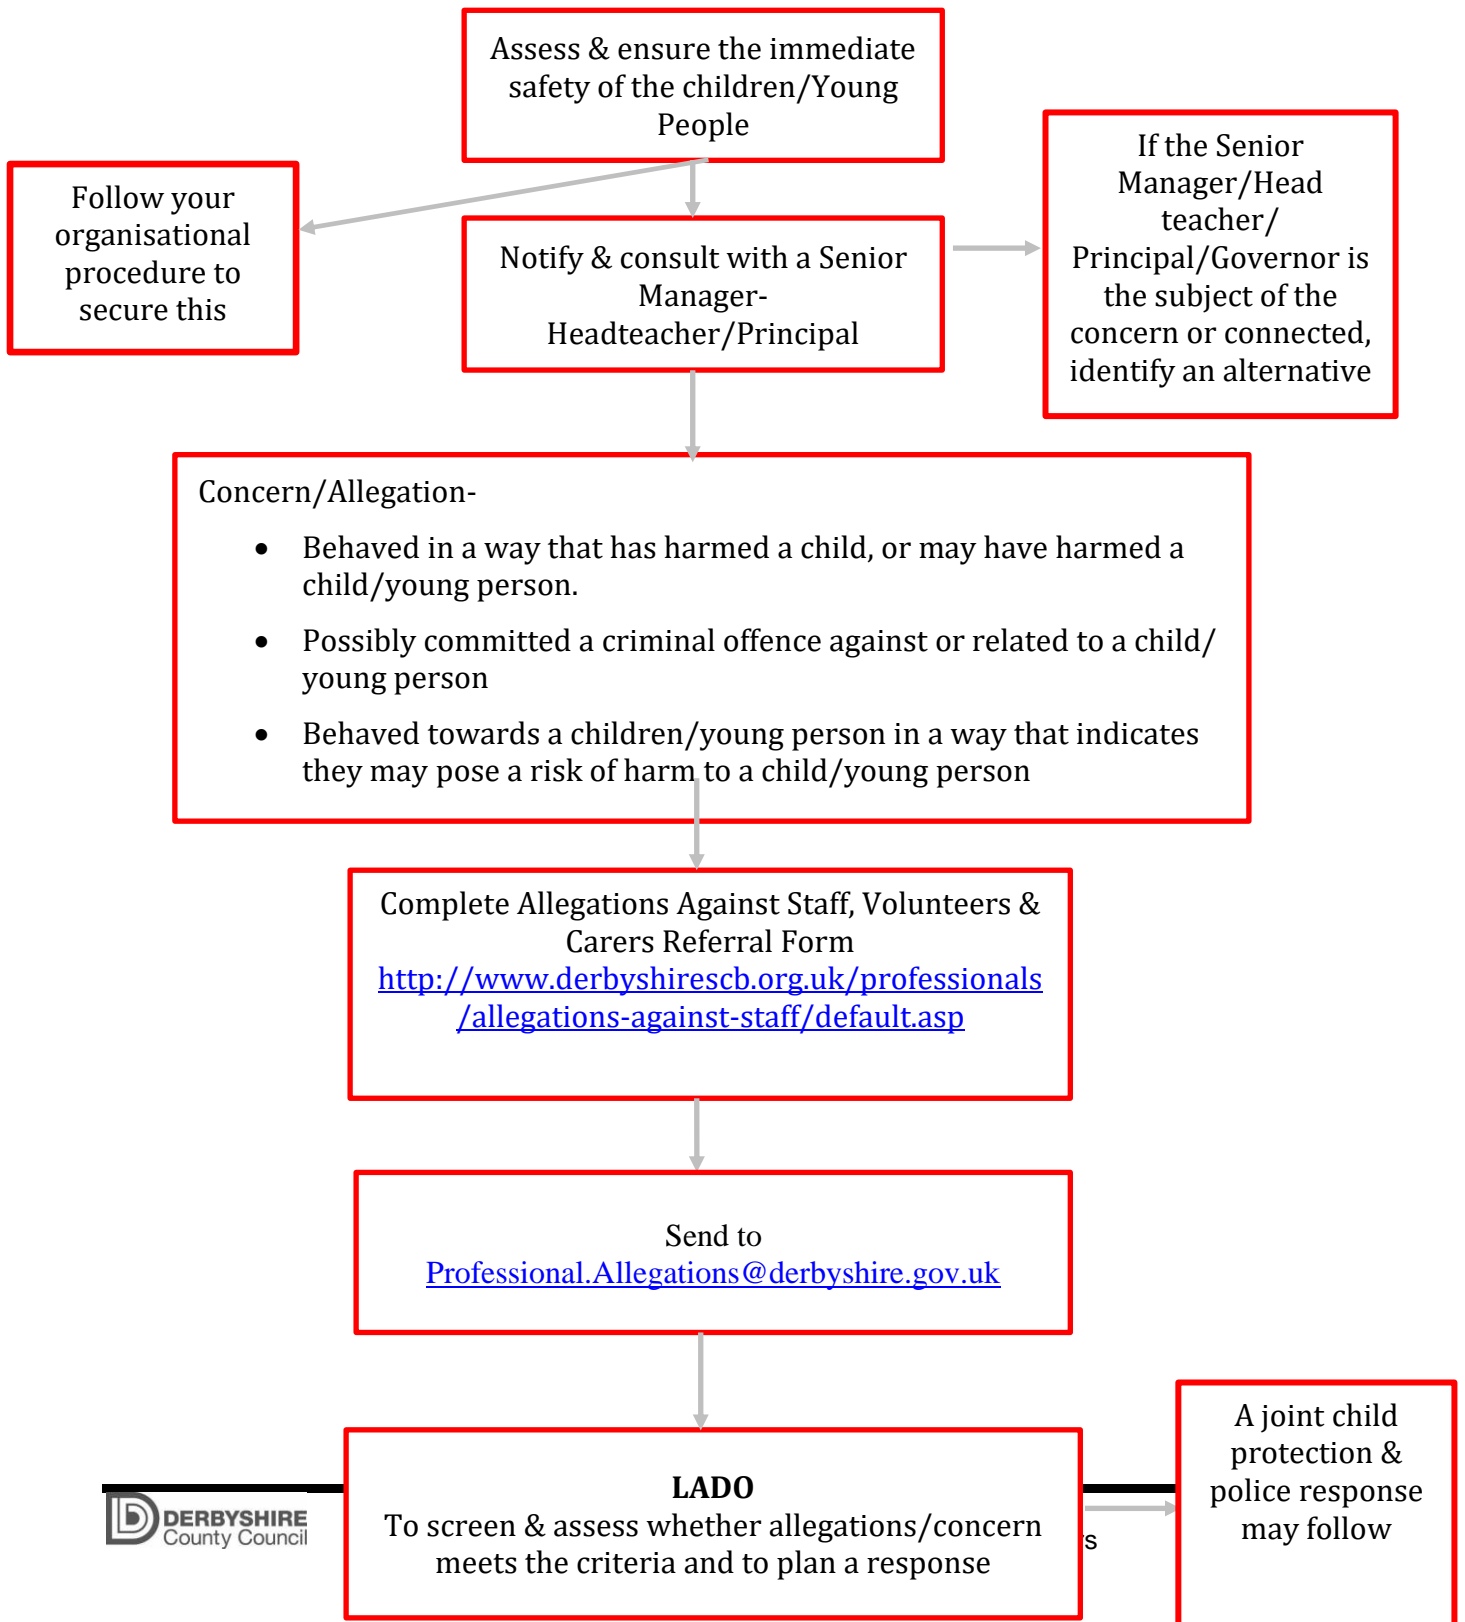 Assess & ensure the immediate
safety of the children/Young
People
Follow your
organisational
procedure to
secure this
Notify & consult with a Senior
Manager-
Headteacher/Principal
If the Senior
Manager/Head
teacher/
Principal/Governor is
the subject of the
concern or connected,
identify an alternative
Concern/Allegation-
• Behaved in a way that has harmed a child, or may have harmed a
child/young person.
• Possibly committed a criminal offence against or related to a child/
young person
• Behaved towards a children/young person in a way that indicates
they may pose a risk of harm to a child/young person
Complete Allegations Against Staff, Volunteers &
Carers Referral Form
http://www.derbyshirescb.org.uk/professionals
/allegations-against-staff/default.asp
Send to
Professional.Allegations@derbyshire.gov.uk
LADO
To screen & assess whether allegations/concern
meets the criteria and to plan a response
A joint child
protection &
police response
may follow
DERBYSHIRE
County Council